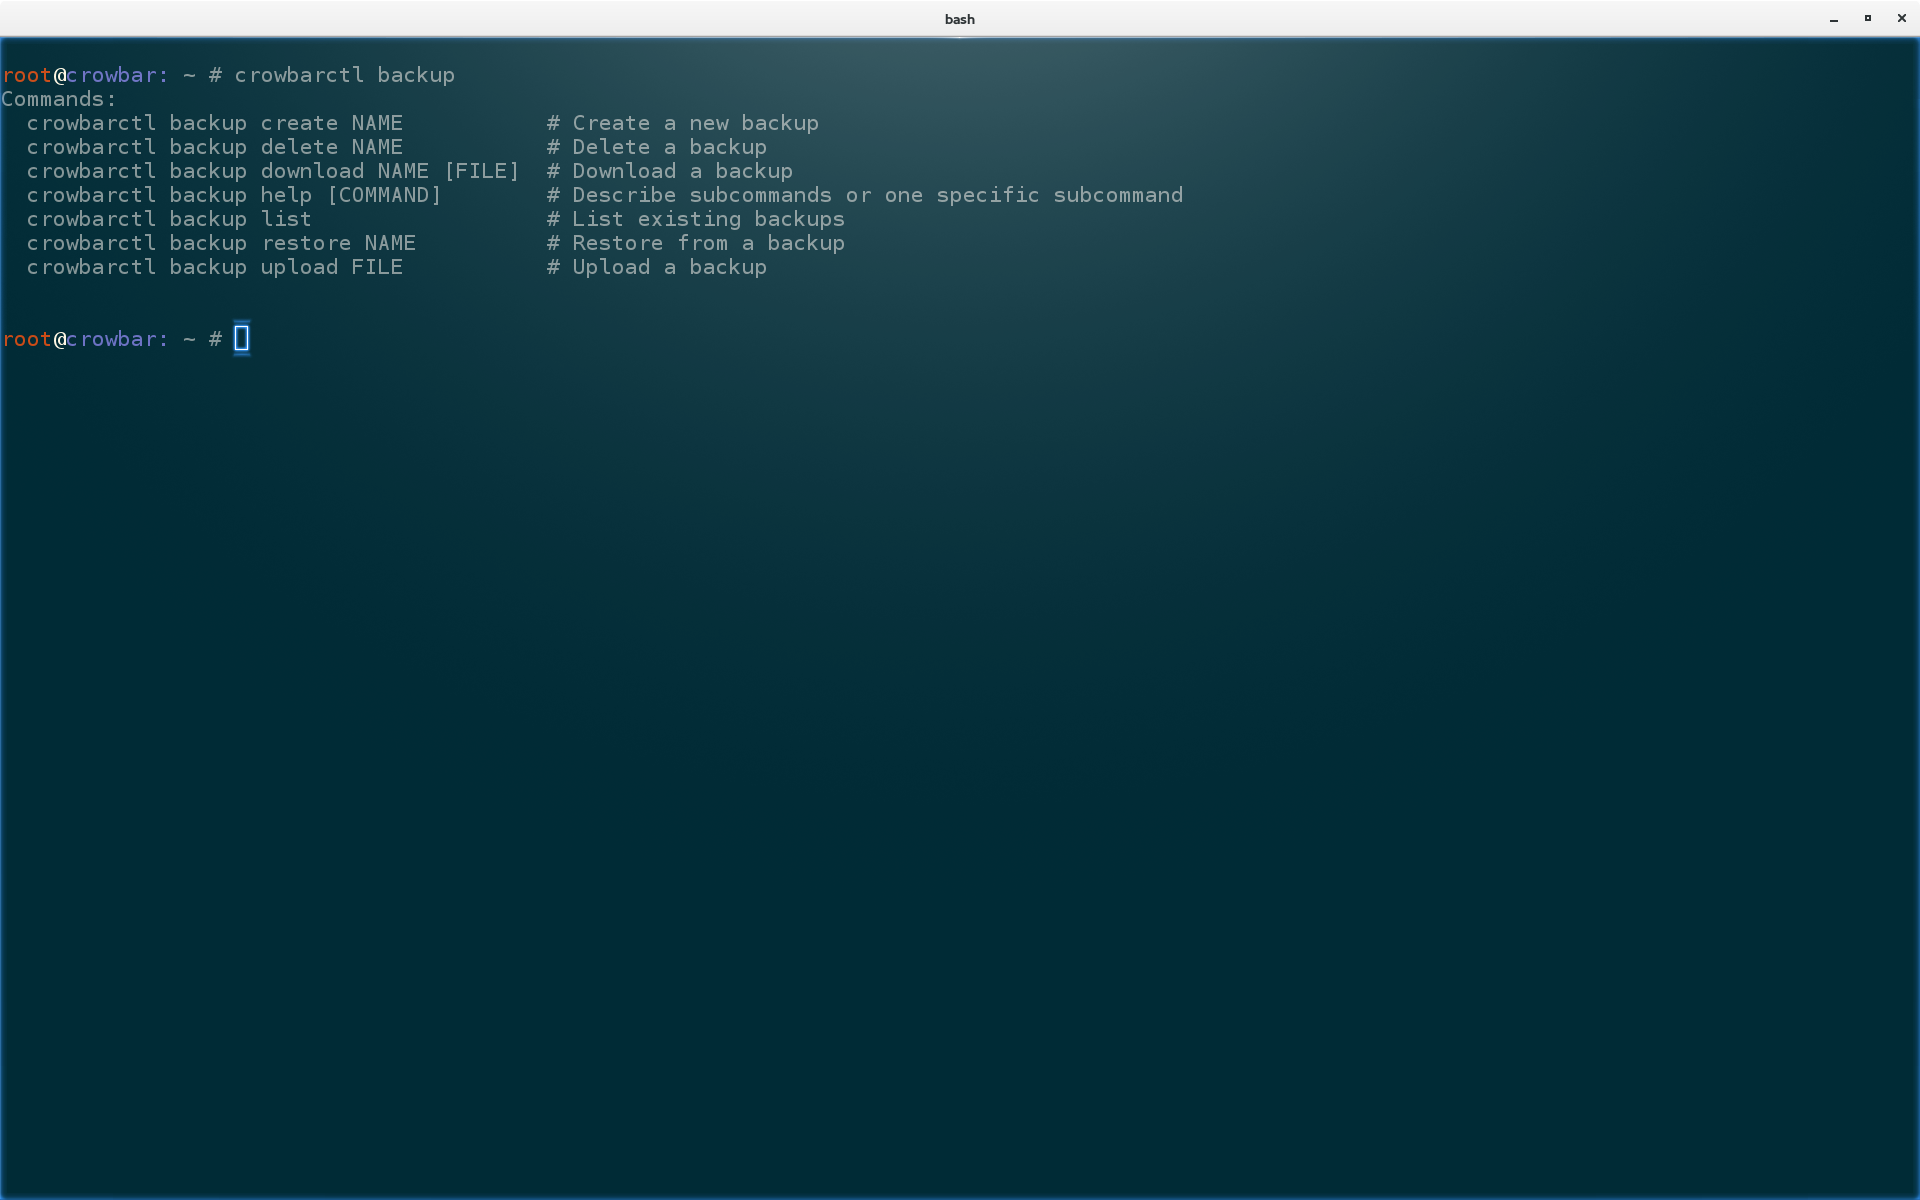 bash
root@crowbar: ~ # crowbarctl backup
Commands:
  crowbarctl backup create NAME           # Create a new backup
  crowbarctl backup delete NAME           # Delete a backup
  crowbarctl backup download NAME [FILE]  # Download a backup
  crowbarctl backup help [COMMAND]        # Describe subcommands or one specific subcommand
  crowbarctl backup list                  # List existing backups
  crowbarctl backup restore NAME          # Restore from a backup
  crowbarctl backup upload FILE           # Upload a backup
root@crowbar: ~ #